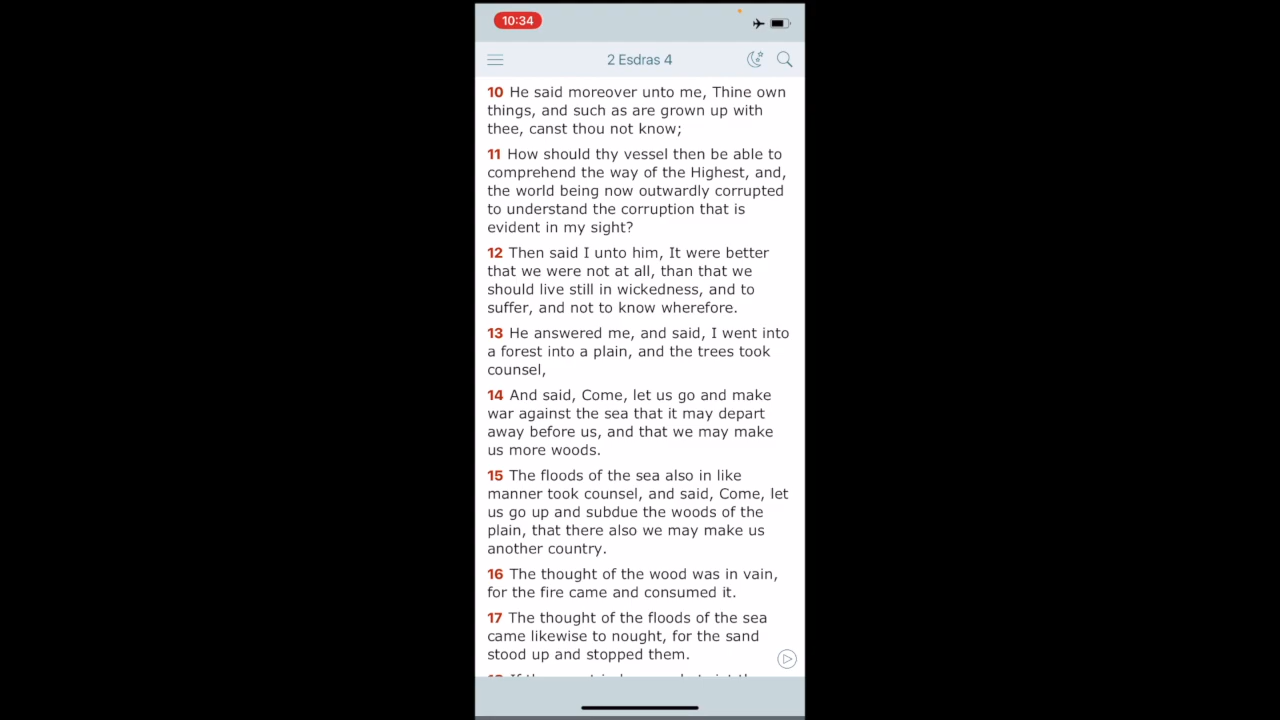 10:34
2 Esdras 4
10 He said moreover unto me, Thine own
things, and such as are grown up with
thee, canst thou not know;
11 How should thy vessel then be able to
comprehend the way of the Highest, and,
the world being now outwardly corrupted
to understand the corruption that is
evident in my sight?
12 Then said I unto him, It were better
that we were not at all, than that we
should live still in wickedness, and to
suffer, and not to know wherefore.
13 He answered me, and said, I went into
a forest into a plain, and the trees took
counsel,
14 And said, Come, let us go and make
war against the sea that it may depart
away before us, and that we may make
us more woods.
15 The floods of the sea also in like
manner took counsel, and said, Come, let
us go up and subdue the woods of the
plain, that there also we may make us
another country.
16 The thought of the wood was in vain,
for the fire came and consumed it.
17 The thought of the floods of the sea
came likewise to nought, for the sand
stood up and stopped them.